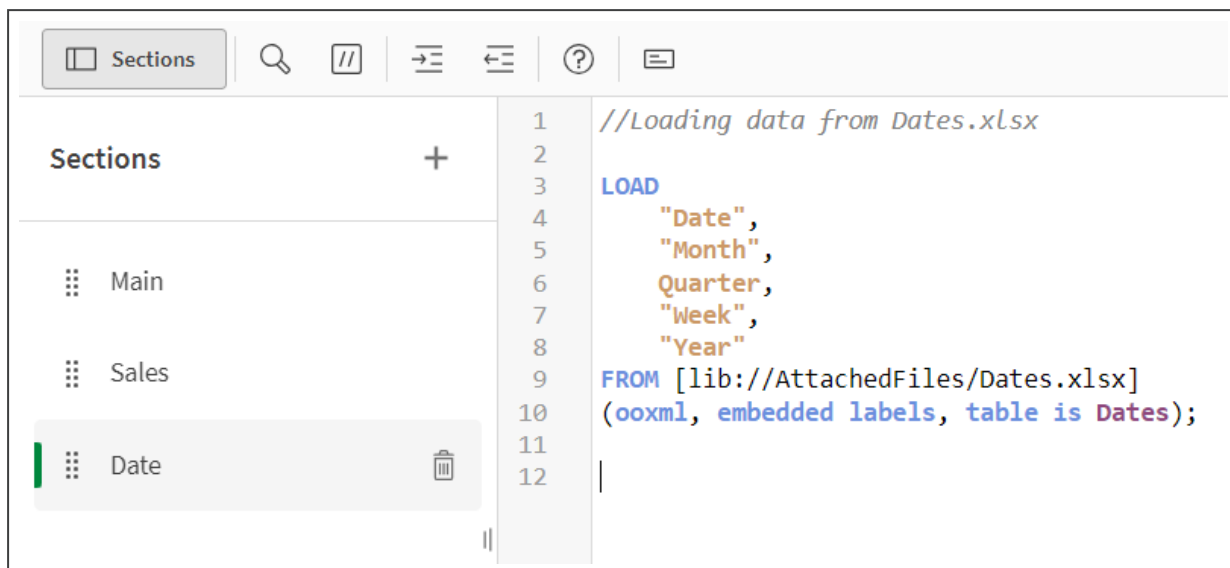 Sections
//
?
Sections
+
Main
Sales
Date
1 //Loading data from Dates.xlsx
2
3 LOAD
4 "Date",
5 "Month",
6 Quarter,
7 "Week",
8 "Year"
9 FROM [lib://AttachedFiles/Dates.xlsx]
10 (ooxml, embedded labels, table is Dates);
11
12